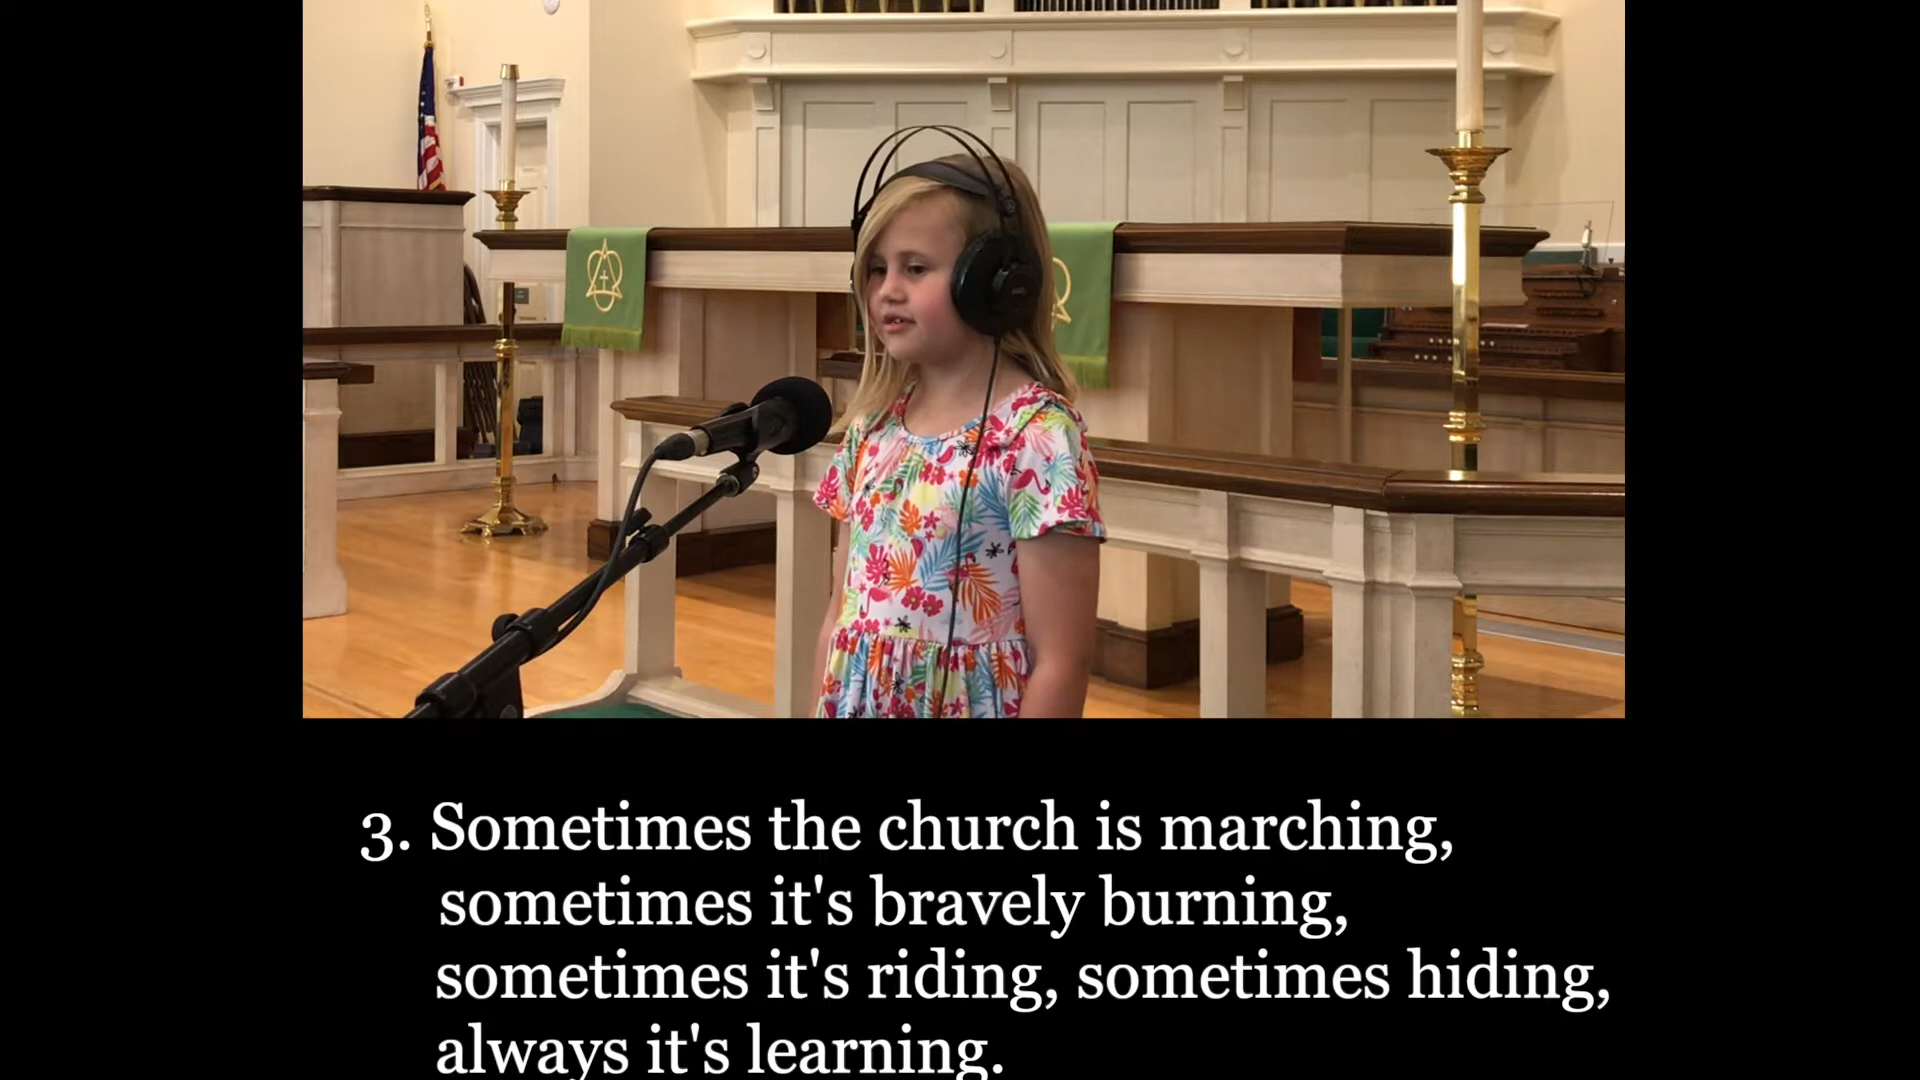 3. Sometimes the church is marching,
sometimes it's bravely burning,
sometimes it's riding, sometimes hiding,
always it's learning.